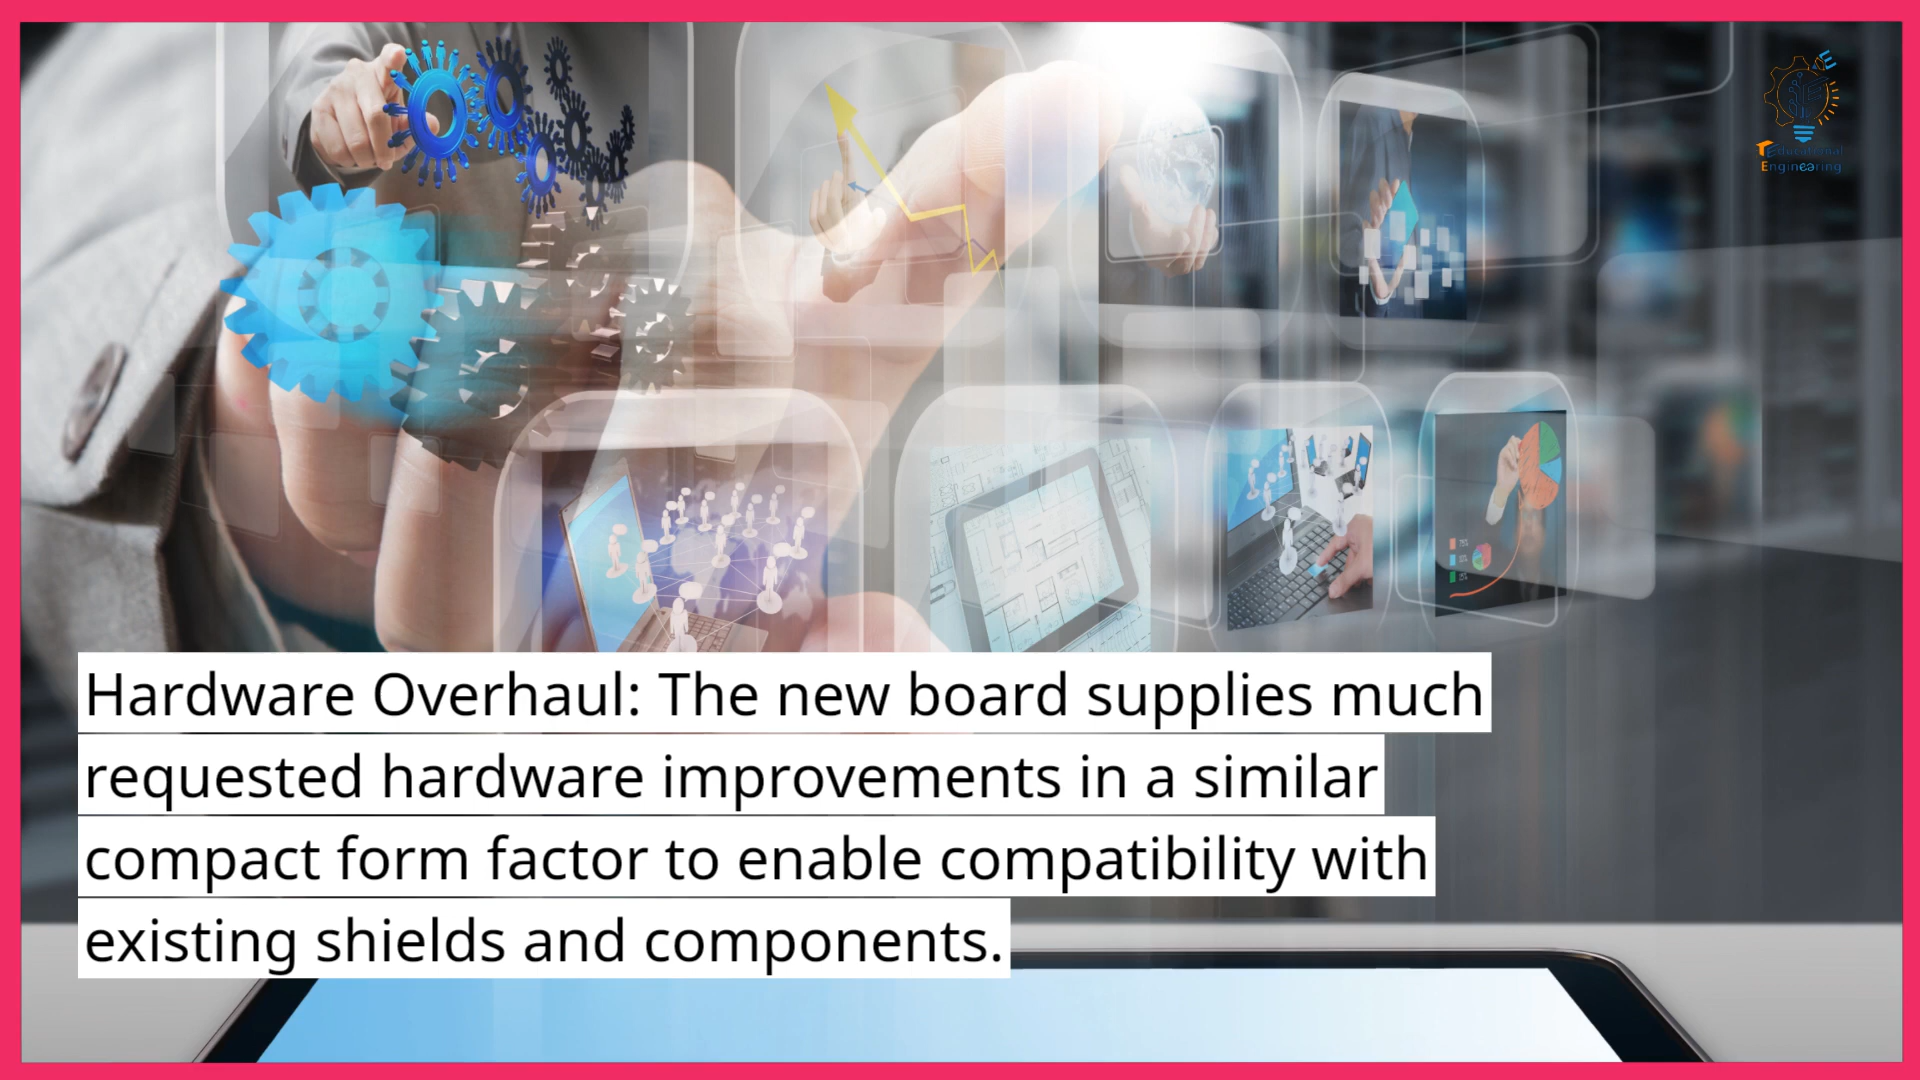 Educational
Engineering
Hardware Overhaul: The new board supplies much
requested hardware improvements in a similar
compact form factor to enable compatibility with
existing shields and components.